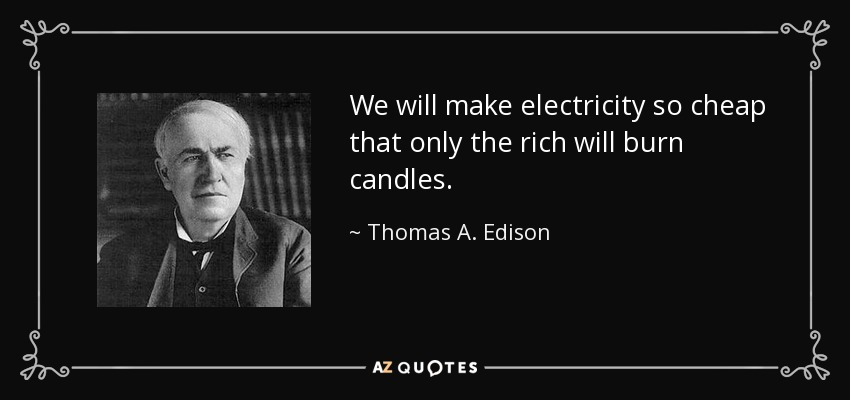 We will make electricity so cheap
that only the rich will burn
candles.
~ Thomas A. Edison
AZ QUOTES